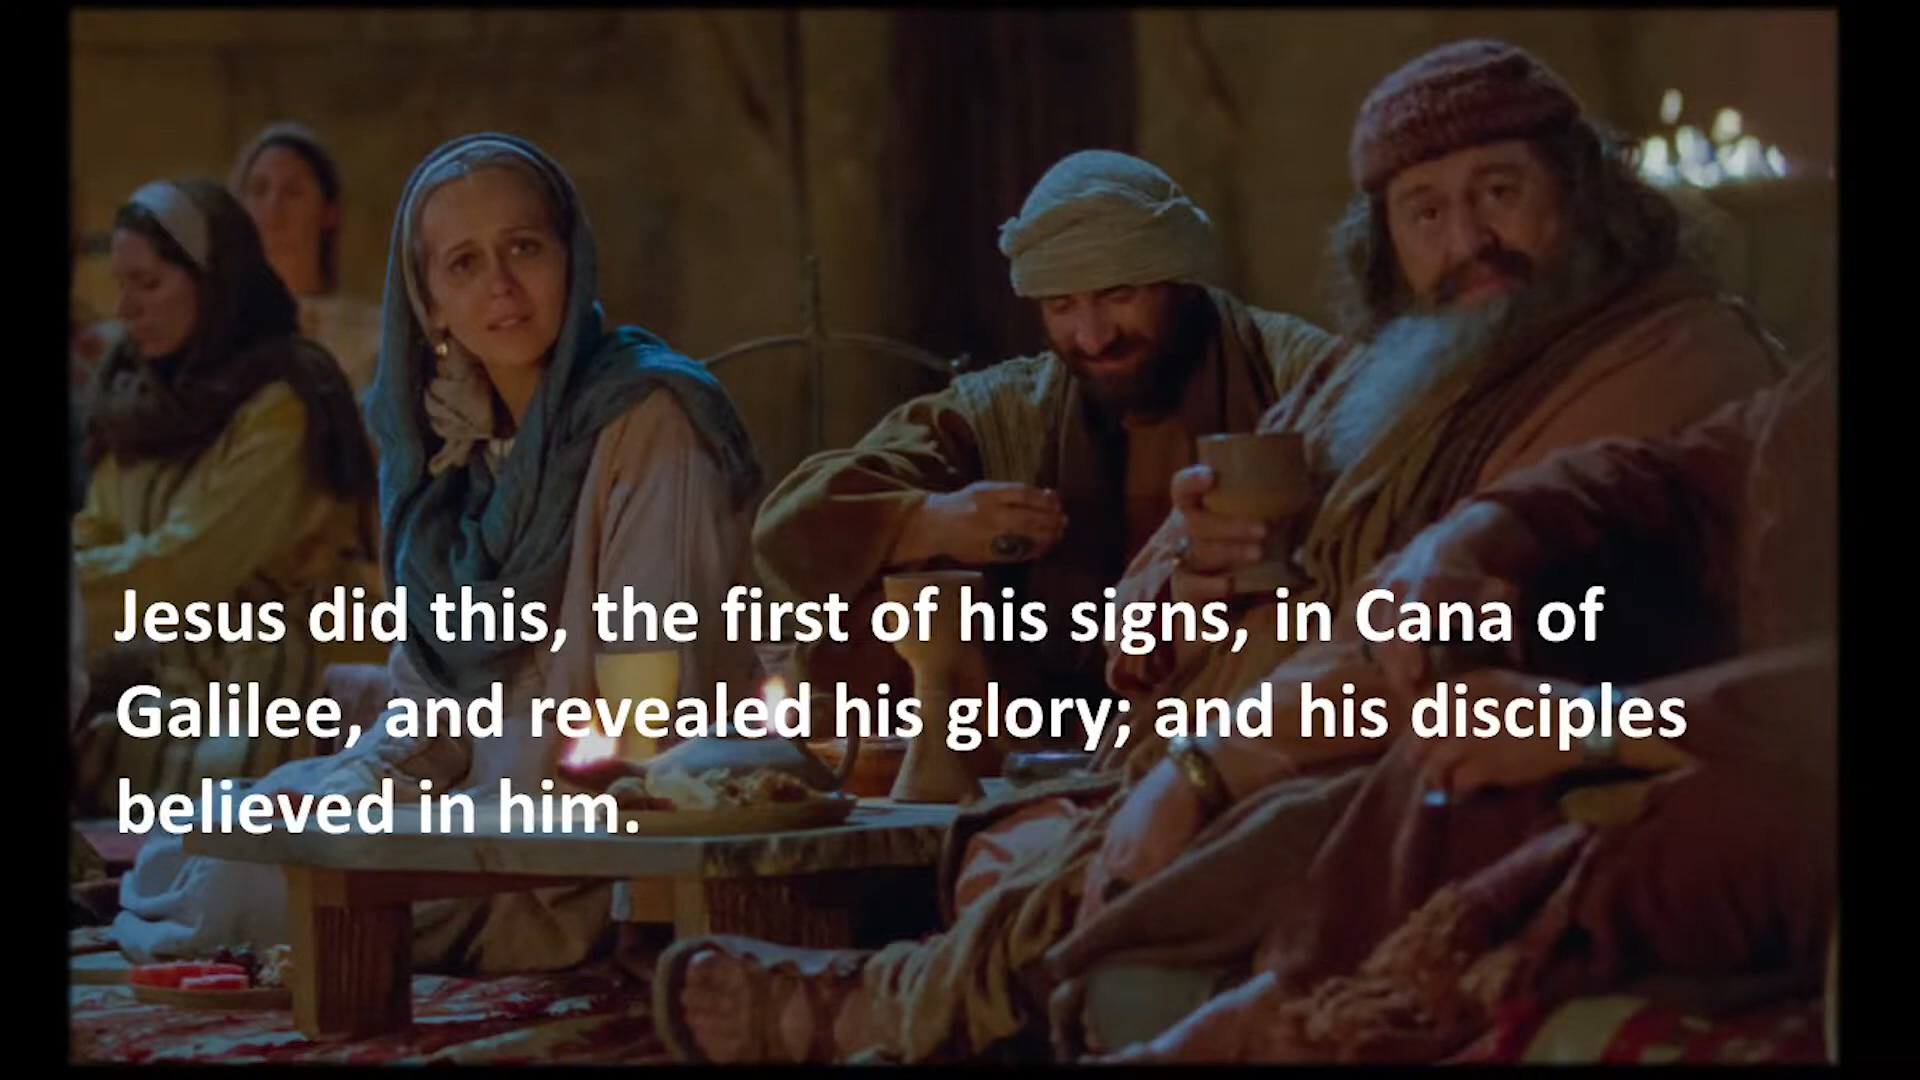 Jesus did this, the first of his signs, in Cana of
Galilee, and revealed his glory; and his disciples
believed in him.